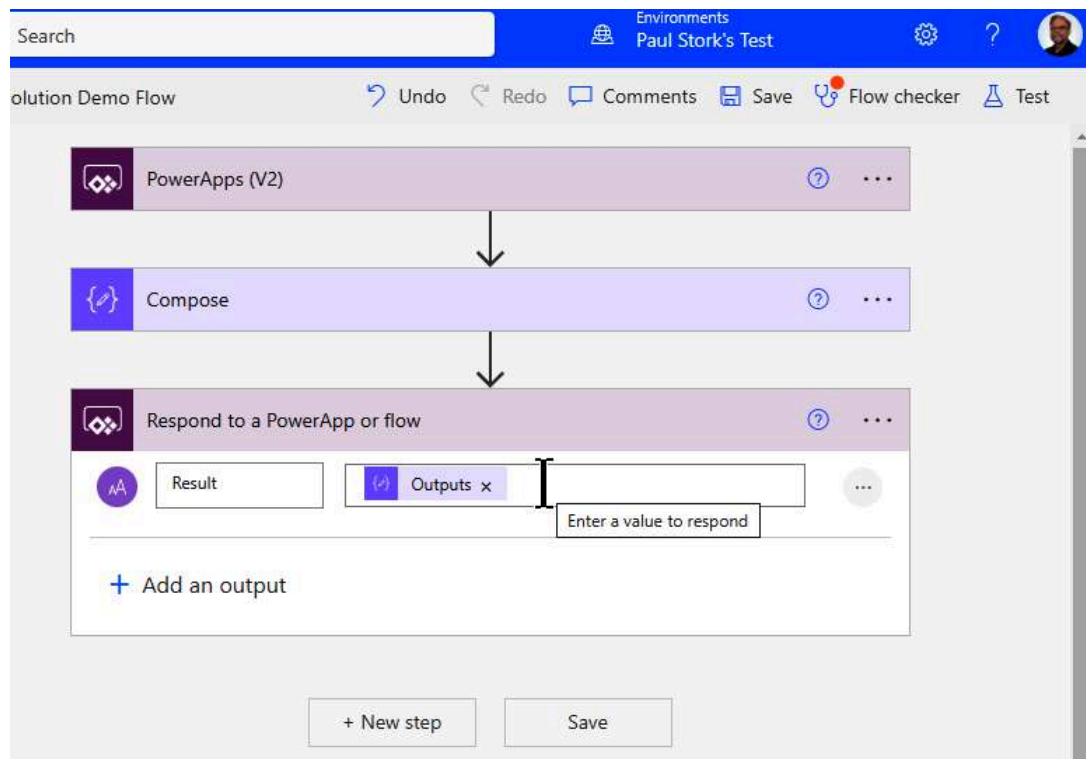 Search
Environments
Paul Stork's Test
?
olution Demo Flow
Undo
Redo
Comments
Save
Flow checker
Test
PowerApps (V2)
Compose
Respond to a PowerApp or flow
Result
Outputs ×
Enter a value to respond
+ Add an output
+ New step
Save